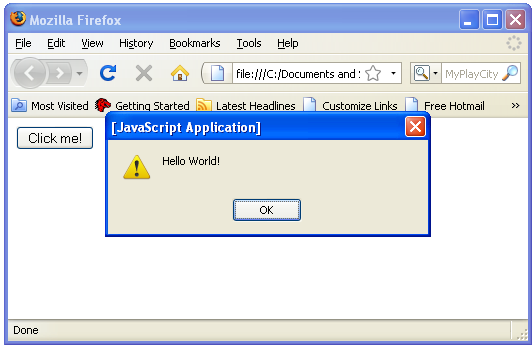 Mozilla Firefox
File Edit View History Bookmarks Tools Help
file:///C:/Documents and S MyPlayCity
Most Visited Getting Started Latest Headlines Customize Links Free Hotmail »
Click me!
[JavaScript Application]
Hello World!
OK
Done